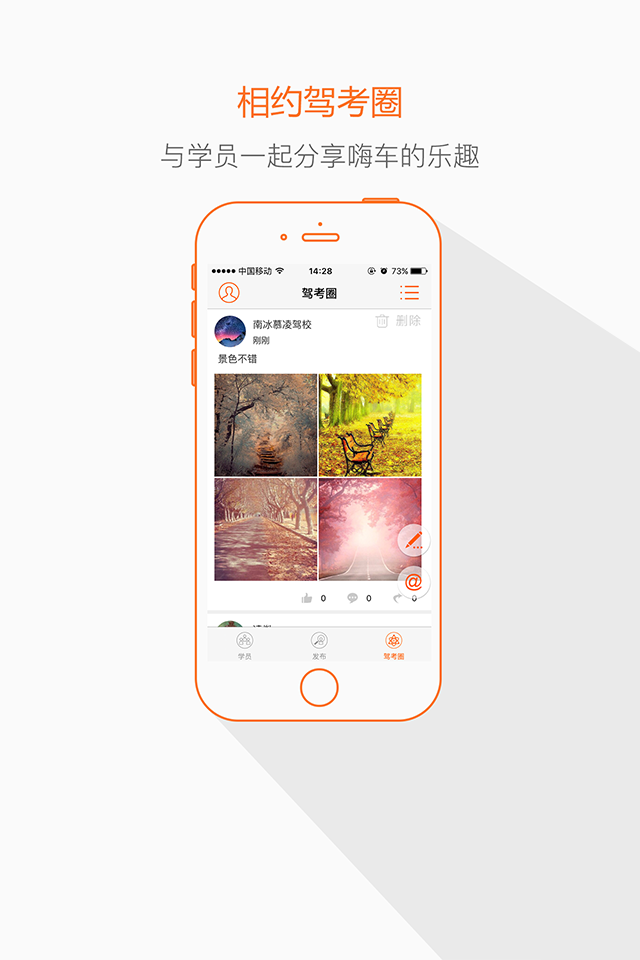 相约驾考圈
与学员一起分享嗨车的乐趣
中国移动 14:28 73%
驾考圈
南冰慕凌驾校 删除
刚刚
景色不错
0 0 0
@
学员 发布 驾考圈